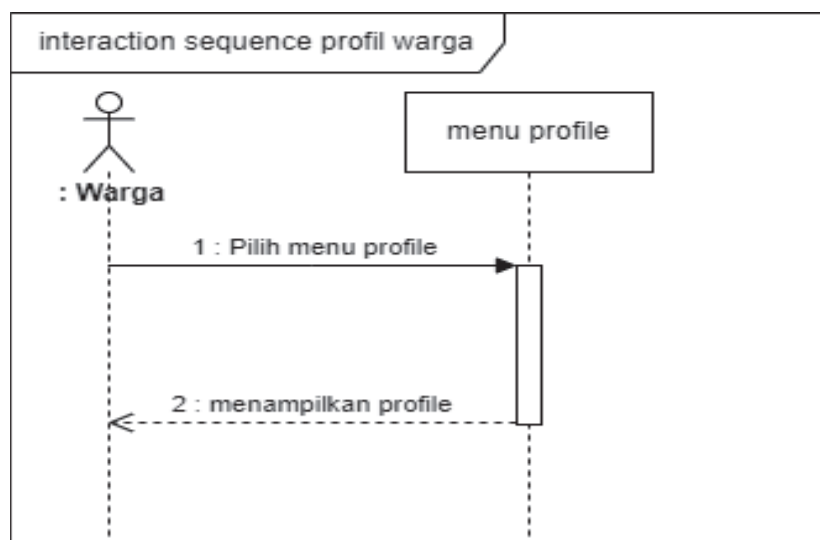 interaction sequence profil warga
menu profile
: Warga
1 : Pilih menu profile
2 : menampilkan profile